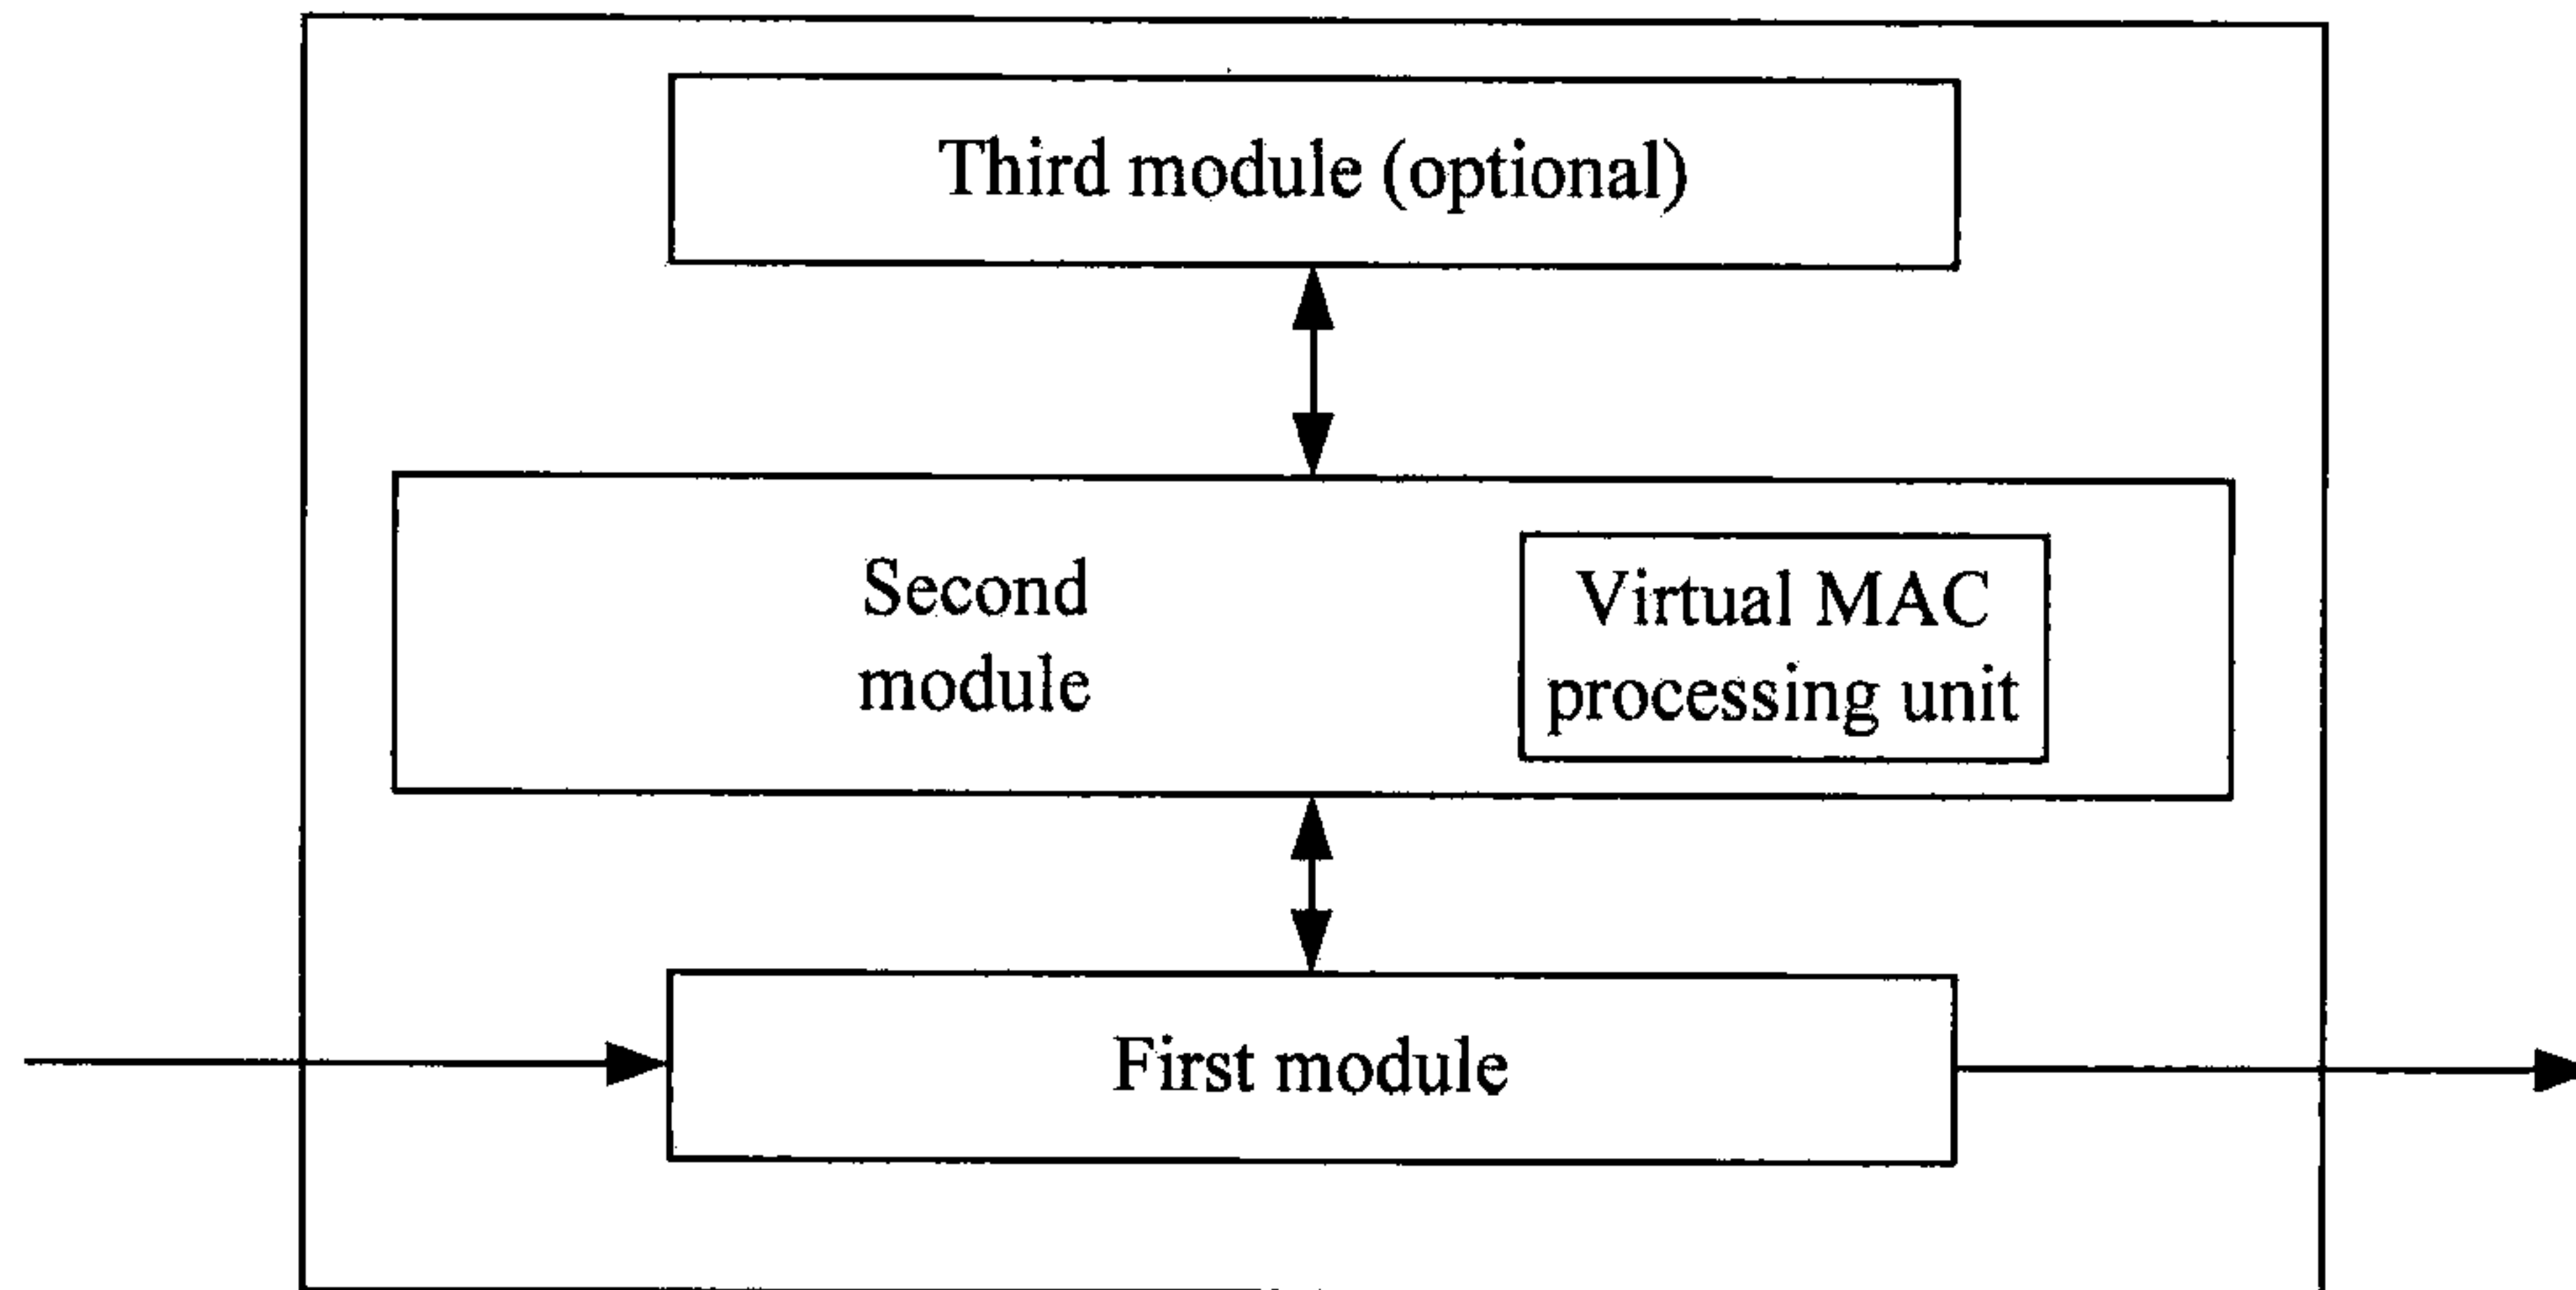 Third module (optional)
Second
module
Virtual MAC
processing unit
First module